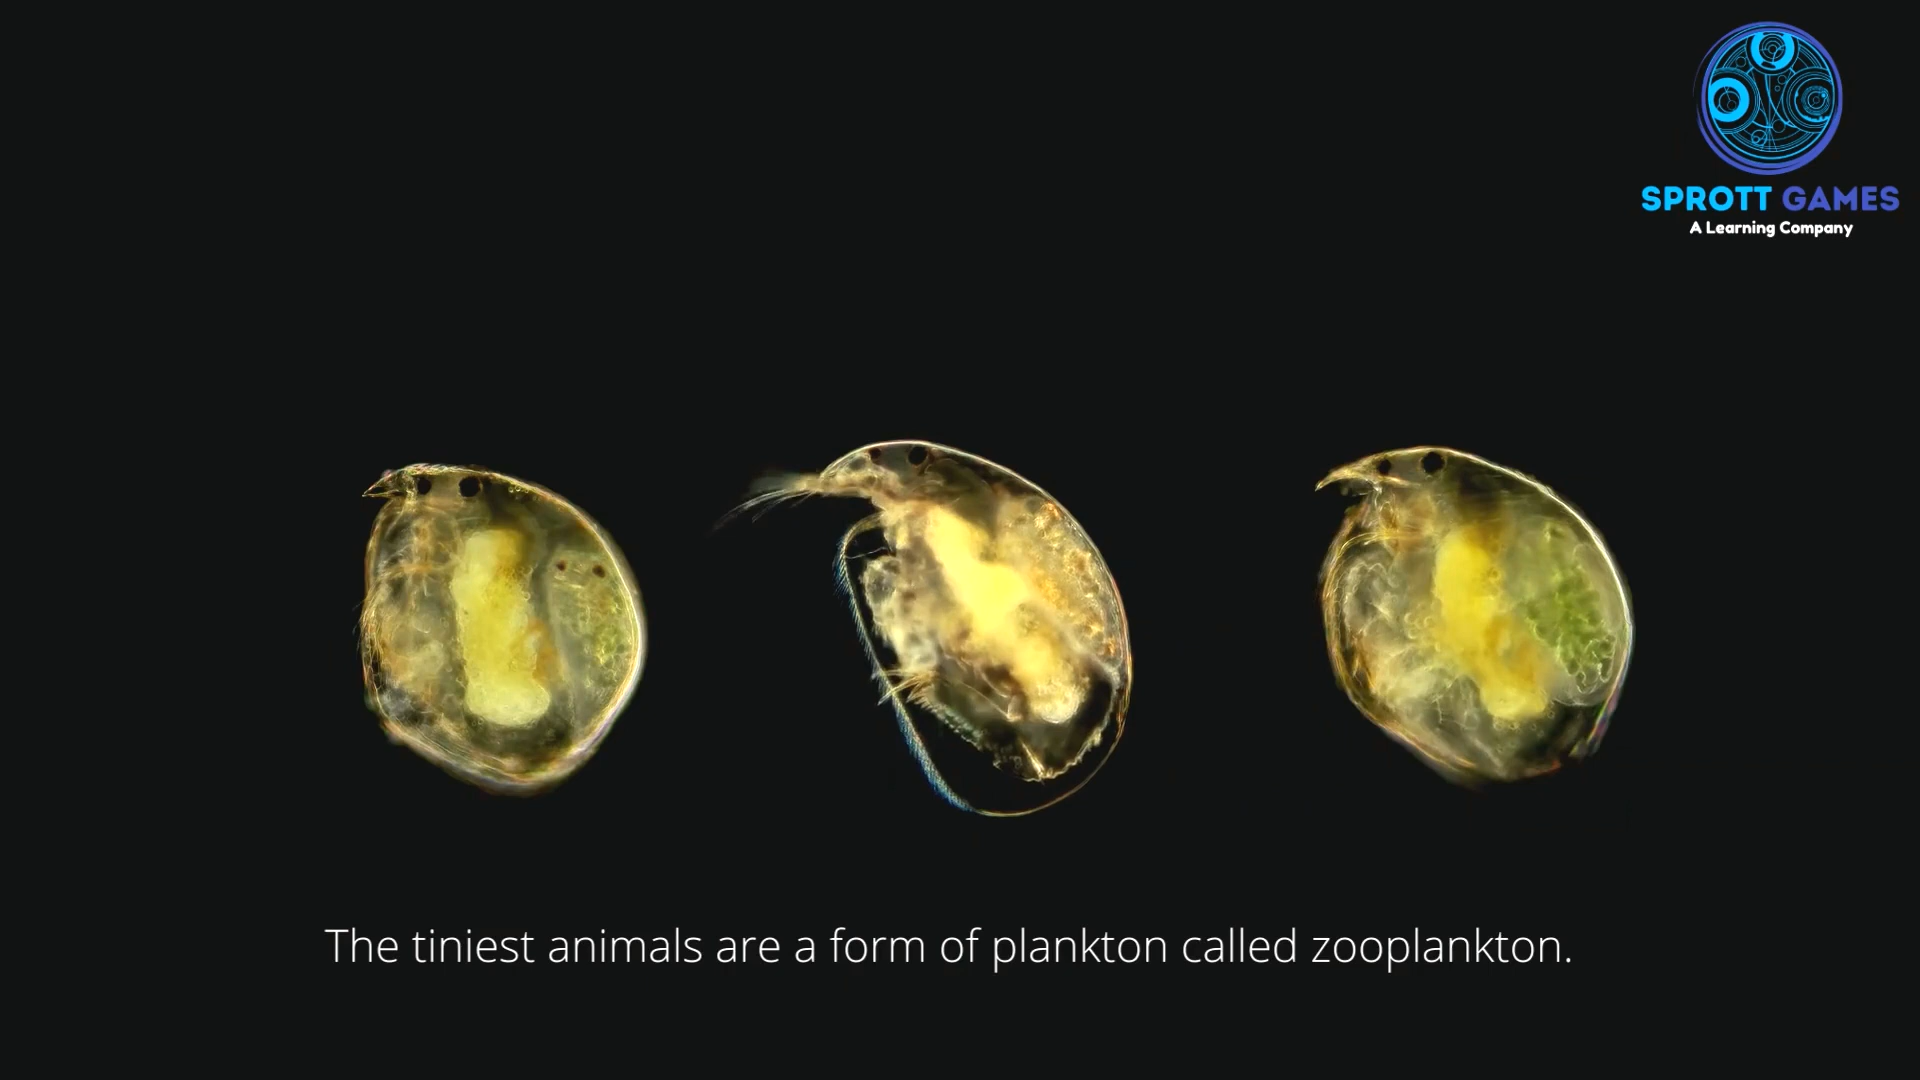 SPROTT GAMES
A Learning Company
The tiniest animals are a form of plankton called zooplankton.